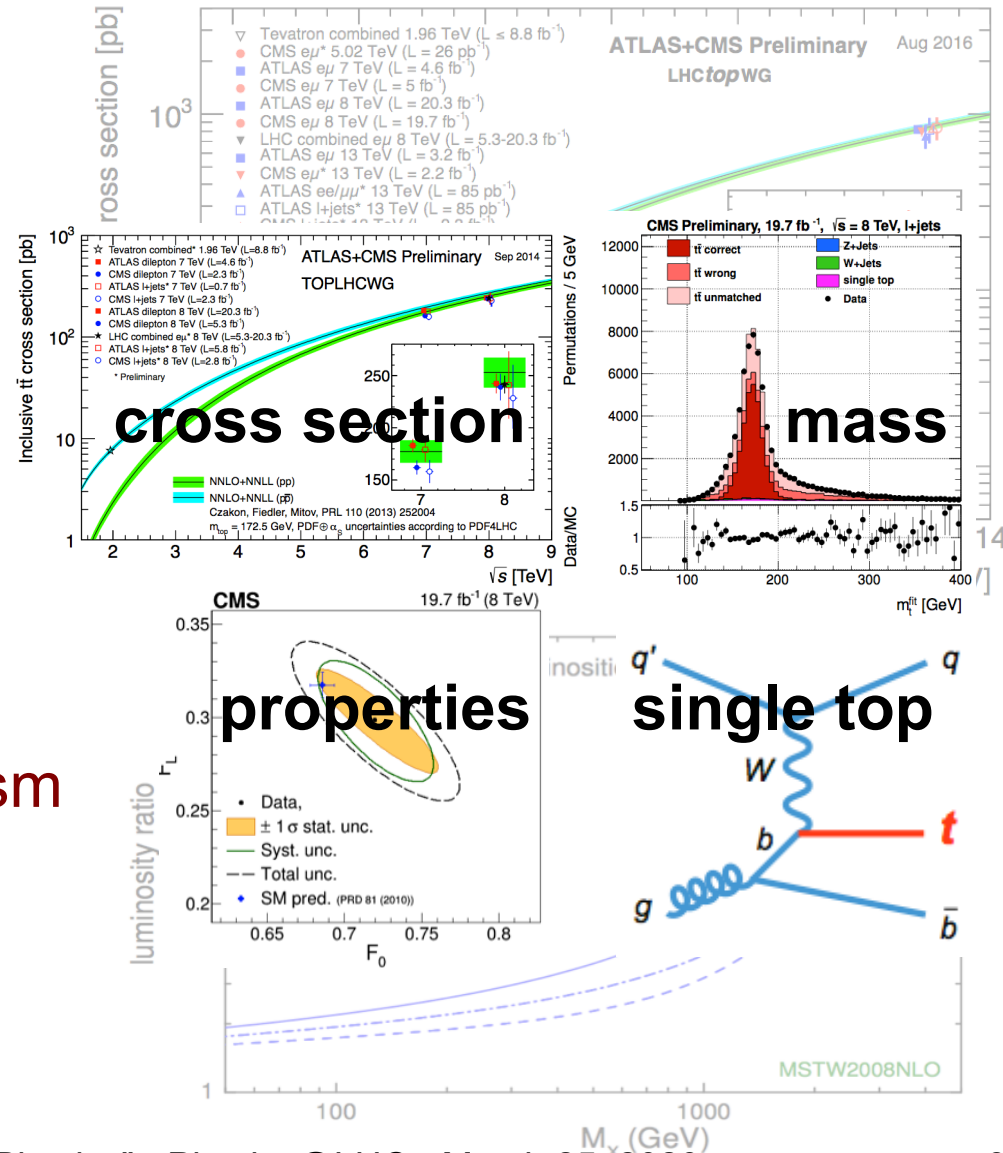 ross section [pb]
10³
Tevatron combined 1.96 TeV (L ≤ 8.8 fb⁻¹)
CMS eμ* 5.02 TeV (L = 26 pb⁻¹)
ATLAS eμ 7 TeV (L = 4.6 fb⁻¹)
CMS eμ 7 TeV (L = 5 fb⁻¹)
ATLAS eμ 8 TeV (L = 20.3 fb⁻¹)
CMS eμ 8 TeV (L = 19.7 fb⁻¹)
LHC combined eμ 8 TeV (L = 5.3-20.3 fb⁻¹)
ATLAS eμ 13 TeV (L = 3.2 fb⁻¹)
CMS eμ* 13 TeV (L = 2.2 fb⁻¹)
ATLAS ee/μμ* 13 TeV (L = 85 pb⁻¹)
ATLAS l+jets* 13 TeV (L = 85 pb⁻¹)
ATLAS+CMS Preliminary
Aug 2016
LHCtopWG
Inclusive tt̄ cross section [pb]
10³
10²
10
1
Tevatron combined* 1.96 TeV (L=8.8 fb⁻¹)
ATLAS dilepton 7 TeV (L=4.6 fb⁻¹)
CMS dilepton 7 TeV (L=2.3 fb⁻¹)
ATLAS l+jets* 7 TeV (L=0.7 fb⁻¹)
CMS l+jets 7 TeV (L=2.3 fb⁻¹)
ATLAS dilepton 8 TeV (L=20.3 fb⁻¹)
CMS dilepton 8 TeV (L=5.3 fb⁻¹)
LHC combined eμ* 8 TeV (L=5.3-20.3 fb⁻¹)
ATLAS l+jets* 8 TeV (L=5.8 fb⁻¹)
CMS l+jets* 8 TeV (L=2.8 fb⁻¹)
* Preliminary
ATLAS+CMS Preliminary
Sep 2014
TOPLHCWG
250
150
7 8
cross section
NNLO+NNLL (pp)
NNLO+NNLL (pp̄)
Czakon, Fiedler, Mitov, PRL 110 (2013) 252004
m_top = 172.5 GeV, PDF⊕α_S uncertainties according to PDF4LHC
2 3 4 5 6 7 8 9
√s [TeV]
CMS Preliminary, 19.7 fb⁻¹, √s = 8 TeV, l+jets
Permutations / 5 GeV
12000
10000
8000
6000
4000
2000
tt̄ correct
tt̄ wrong
tt̄ unmatched
Z+Jets
W+Jets
single top
Data
mass
Data/MC
1.5
1
0.5
100 200 300 400
m_t^fit [GeV]
14
CMS
19.7 fb⁻¹ (8 TeV)
F_L
0.35
0.3
0.25
0.2
properties
Data,
± 1 σ stat. unc.
Syst. unc.
Total unc.
SM pred. (PRD 81 (2010))
0.65 0.7 0.75 0.8
F₀
single top
q' q
W
b t
g b̄
sm
luminosity ratio
MSTW2008NLO
1
100 1000
M_X (GeV)